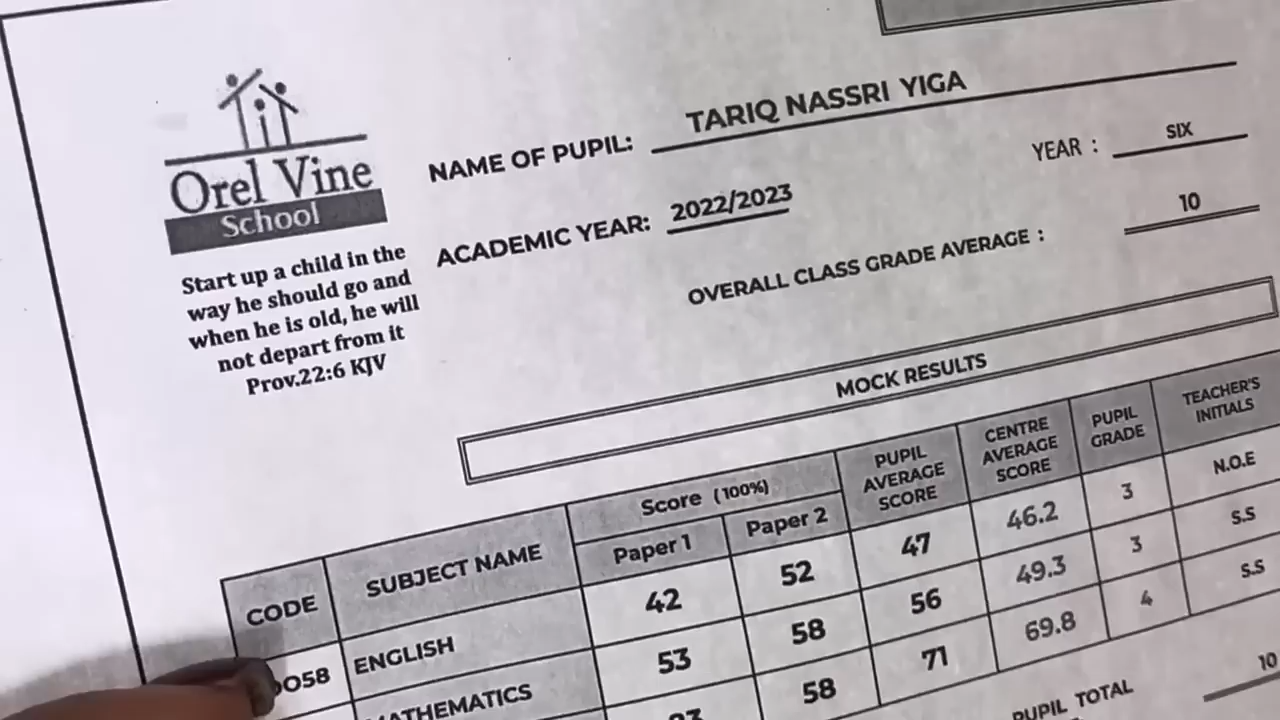 Orel Vine
School
Start up a child in the
way he should go and
when he is old, he will
not depart from it
Prov.22:6 KJV
NAME OF PUPIL: TARIQ NASSRI YIGA
YEAR : SIX
ACADEMIC YEAR: 2022/2023
OVERALL CLASS GRADE AVERAGE : 10
MOCK RESULTS
CODE SUBJECT NAME Score (100%) PUPIL AVERAGE SCORE CENTRE AVERAGE SCORE PUPIL GRADE TEACHER'S INITIALS
Paper 1 Paper 2
ENGLISH 42 52 47 46.2 3 N.O.E
53 58 56 49.3 3 S.S
58 71 69.8 4 S.S
PUPIL TOTAL 10